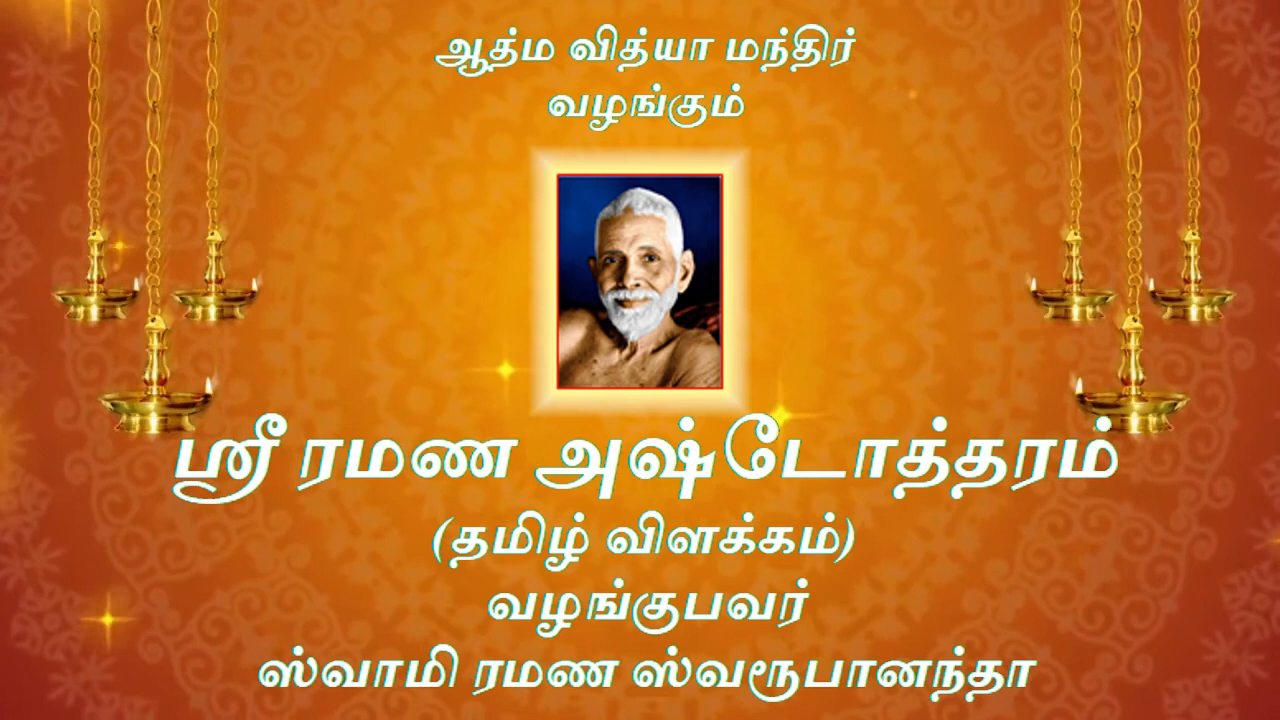 ஆத்ம வித்யா மந்திர்
வழங்கும்
ஸ்ரீ ரமண அஷ்டோத்தரம்
(தமிழ் விளக்கம்)
வழங்குபவர்
ஸ்வாமி ரமண ஸ்வரூபானந்தா